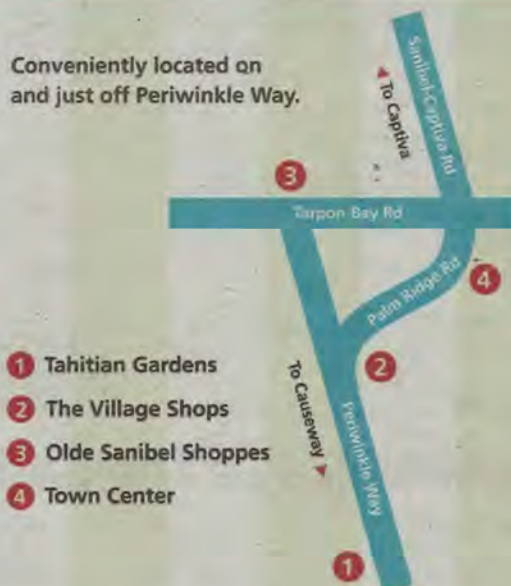 Conveniently located on
and just off Periwinkle Way.
Sanibel-Captiva Rd
To Captiva
3
Tarpon Bay Rd
Palm Ridge Rd
4
1 Tahitian Gardens
2 The Village Shops
3 Olde Sanibel Shoppes
4 Town Center
To Causeway
2
Periwinkle Way
1